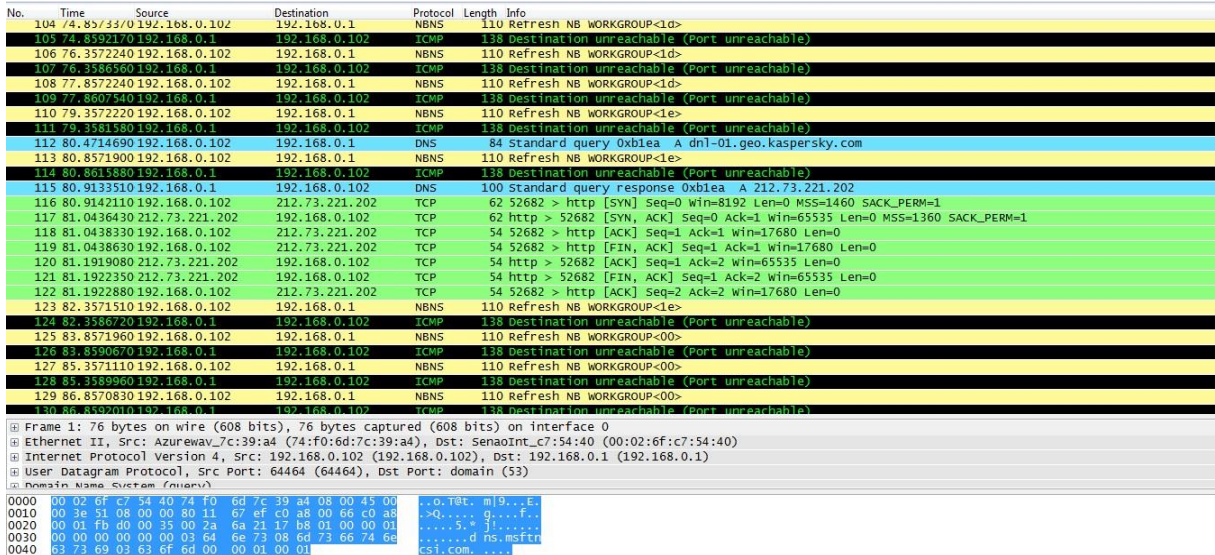 No. Time Source Destination Protocol Length Info
104 74.8573370 192.168.0.102 192.168.0.1 NBNS 110 Refresh NB WORKGROUP<1d>
105 74.8592170 192.168.0.1 192.168.0.102 ICMP 138 Destination unreachable (Port unreachable)
106 76.3572240 192.168.0.102 192.168.0.1 NBNS 110 Refresh NB WORKGROUP<1d>
107 76.3586560 192.168.0.1 192.168.0.102 ICMP 138 Destination unreachable (Port unreachable)
108 77.8572240 192.168.0.102 192.168.0.1 NBNS 110 Refresh NB WORKGROUP<1d>
109 77.8607540 192.168.0.1 192.168.0.102 ICMP 138 Destination unreachable (Port unreachable)
110 79.3572220 192.168.0.102 192.168.0.1 NBNS 110 Refresh NB WORKGROUP<1e>
111 79.3581580 192.168.0.1 192.168.0.102 ICMP 138 Destination unreachable (Port unreachable)
112 80.4714690 192.168.0.102 192.168.0.1 DNS 84 Standard query 0xb1ea A dnl-01.geo.kaspersky.com
113 80.8571900 192.168.0.102 192.168.0.1 NBNS 110 Refresh NB WORKGROUP<1e>
114 80.8615880 192.168.0.1 192.168.0.102 ICMP 138 Destination unreachable (Port unreachable)
115 80.9133510 192.168.0.1 192.168.0.102 DNS 100 Standard query response 0xb1ea A 212.73.221.202
116 80.9142110 192.168.0.102 212.73.221.202 TCP 62 52682 > http [SYN] Seq=0 Win=8192 Len=0 MSS=1460 SACK_PERM=1
117 81.0436430 212.73.221.202 192.168.0.102 TCP 62 http > 52682 [SYN, ACK] Seq=0 Ack=1 Win=65535 Len=0 MSS=1360 SACK_PERM=1
118 81.0438330 192.168.0.102 212.73.221.202 TCP 54 52682 > http [ACK] Seq=1 Ack=1 Win=17680 Len=0
119 81.0438630 192.168.0.102 212.73.221.202 TCP 54 52682 > http [FIN, ACK] Seq=1 Ack=1 Win=17680 Len=0
120 81.1919080 212.73.221.202 192.168.0.102 TCP 54 http > 52682 [ACK] Seq=1 Ack=2 Win=65535 Len=0
121 81.1922350 212.73.221.202 192.168.0.102 TCP 54 http > 52682 [FIN, ACK] Seq=1 Ack=2 Win=65535 Len=0
122 81.1922880 192.168.0.102 212.73.221.202 TCP 54 52682 > http [ACK] Seq=2 Ack=2 Win=17680 Len=0
123 82.3571510 192.168.0.102 192.168.0.1 NBNS 110 Refresh NB WORKGROUP<1e>
124 82.3586720 192.168.0.1 192.168.0.102 ICMP 138 Destination unreachable (Port unreachable)
125 83.8571960 192.168.0.102 192.168.0.1 NBNS 110 Refresh NB WORKGROUP<00>
126 83.8590670 192.168.0.1 192.168.0.102 ICMP 138 Destination unreachable (Port unreachable)
127 85.3571110 192.168.0.102 192.168.0.1 NBNS 110 Refresh NB WORKGROUP<00>
128 85.3589960 192.168.0.1 192.168.0.102 ICMP 138 Destination unreachable (Port unreachable)
129 86.8570830 192.168.0.102 192.168.0.1 NBNS 110 Refresh NB WORKGROUP<00>
130 86.8592010 192.168.0.1 192.168.0.102 ICMP 138 Destination unreachable (Port unreachable)
Frame 1: 76 bytes on wire (608 bits), 76 bytes captured (608 bits) on interface 0
Ethernet II, Src: Azurewav_7c:39:a4 (74:f0:6d:7c:39:a4), Dst: SenaoInt_c7:54:40 (00:02:6f:c7:54:40)
Internet Protocol Version 4, Src: 192.168.0.102 (192.168.0.102), Dst: 192.168.0.1 (192.168.0.1)
User Datagram Protocol, Src Port: 64464 (64464), Dst Port: domain (53)
Domain Name System (query)
0000 00 02 6f c7 54 40 74 f0 6d 7c 39 a4 08 00 45 00 ..o.T@t. m|9...E.
0010 00 3e 51 08 00 00 80 11 67 ef c0 a8 00 66 c0 a8 .>Q..... g....f..
0020 00 01 fb d0 00 35 00 2a 6a 21 17 b8 01 00 00 01 .....5.* j!......
0030 00 00 00 00 00 00 03 64 6e 73 08 6d 73 66 74 6e .......d ns.msftn
0040 63 73 69 03 63 6f 6d 00 00 01 00 01 csi.com. ....